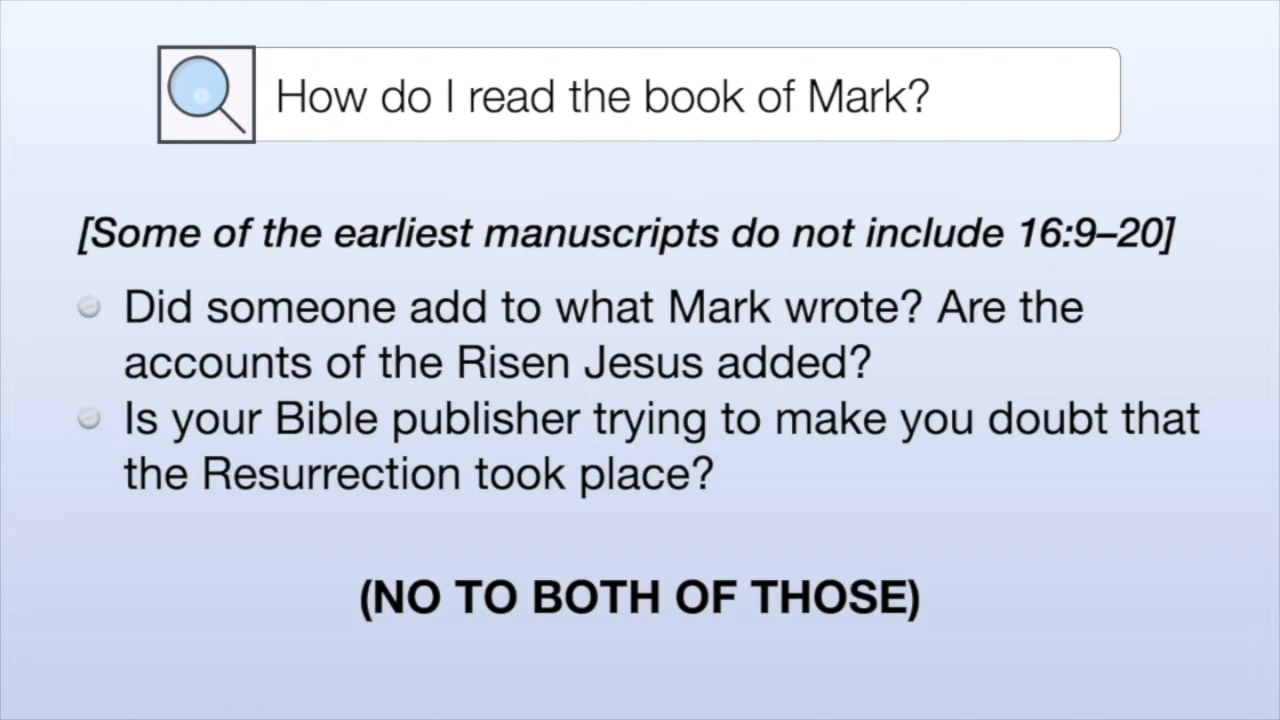 How do I read the book of Mark?
[Some of the earliest manuscripts do not include 16:9–20]
Did someone add to what Mark wrote? Are the
accounts of the Risen Jesus added?
Is your Bible publisher trying to make you doubt that
the Resurrection took place?
(NO TO BOTH OF THOSE)